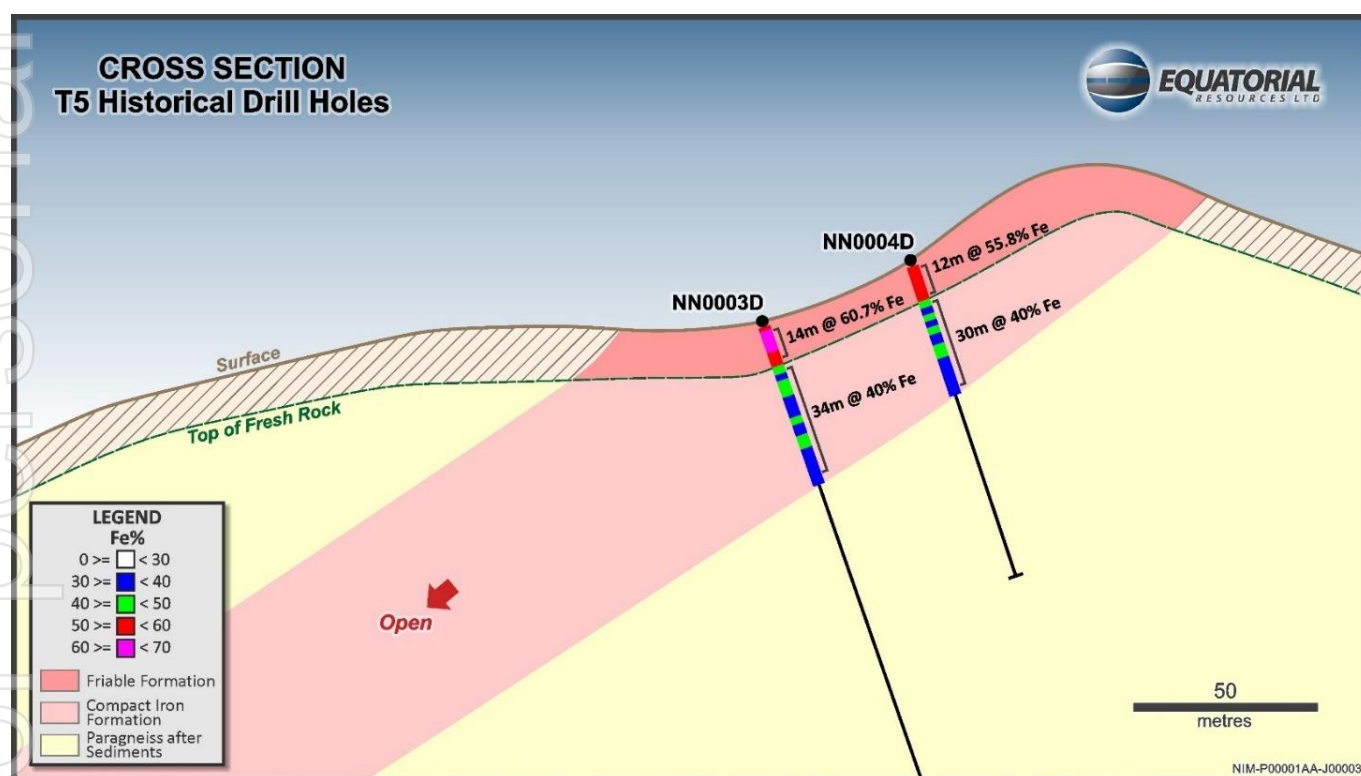 CROSS SECTION
T5 Historical Drill Holes
EQUATORIAL
RESOURCES LTD
NN0004D
12m @ 55.8% Fe
NN0003D
14m @ 60.7% Fe
30m @ 40% Fe
34m @ 40% Fe
Surface
Top of Fresh Rock
Open
LEGEND
Fe%
0 >= < 30
30 >= < 40
40 >= < 50
50 >= < 60
60 >= < 70
Friable Formation
Compact Iron
Formation
Paragneiss after
Sediments
50
metres
NIM-P00001AA-J00003